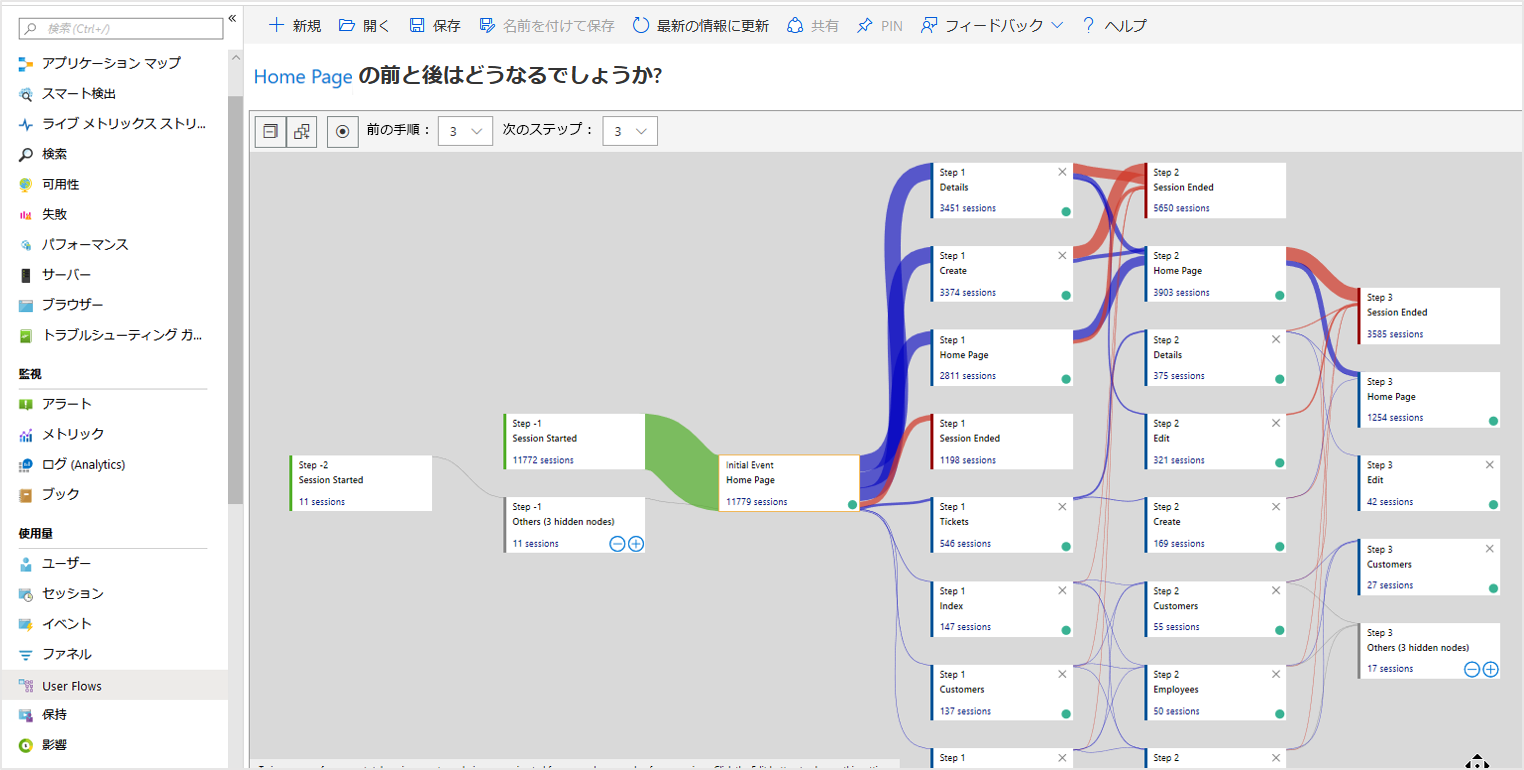 検索 (Ctrl+/)
«
アプリケーション マップ
スマート検出
ライブ メトリックス ストリ...
検索
可用性
失敗
パフォーマンス
サーバー
ブラウザー
トラブルシューティング ガ...
監視
アラート
メトリック
ログ (Analytics)
ブック
使用量
ユーザー
セッション
イベント
ファネル
User Flows
保持
影響
新規
開く
保存
名前を付けて保存
最新の情報に更新
共有
PIN
フィードバック
? ヘルプ
Home Page の前と後はどうなるでしょうか?
前の手順： 3
次のステップ： 3
Step -2
Session Started
11 sessions
Step -1
Session Started
11772 sessions
Step -1
Others (3 hidden nodes)
11 sessions
Initial Event
Home Page
11779 sessions
Step 1
Details
3451 sessions
Step 1
Create
3374 sessions
Step 1
Home Page
2811 sessions
Step 1
Session Ended
1198 sessions
Step 1
Tickets
546 sessions
Step 1
Index
147 sessions
Step 1
Customers
137 sessions
Step 1
Step 2
Session Ended
5650 sessions
Step 2
Home Page
3903 sessions
Step 2
Details
375 sessions
Step 2
Edit
321 sessions
Step 2
Create
169 sessions
Step 2
Customers
55 sessions
Step 2
Employees
50 sessions
Step 2
Step 3
Session Ended
3585 sessions
Step 3
Home Page
1254 sessions
Step 3
Edit
42 sessions
Step 3
Customers
27 sessions
Step 3
Others (3 hidden nodes)
17 sessions